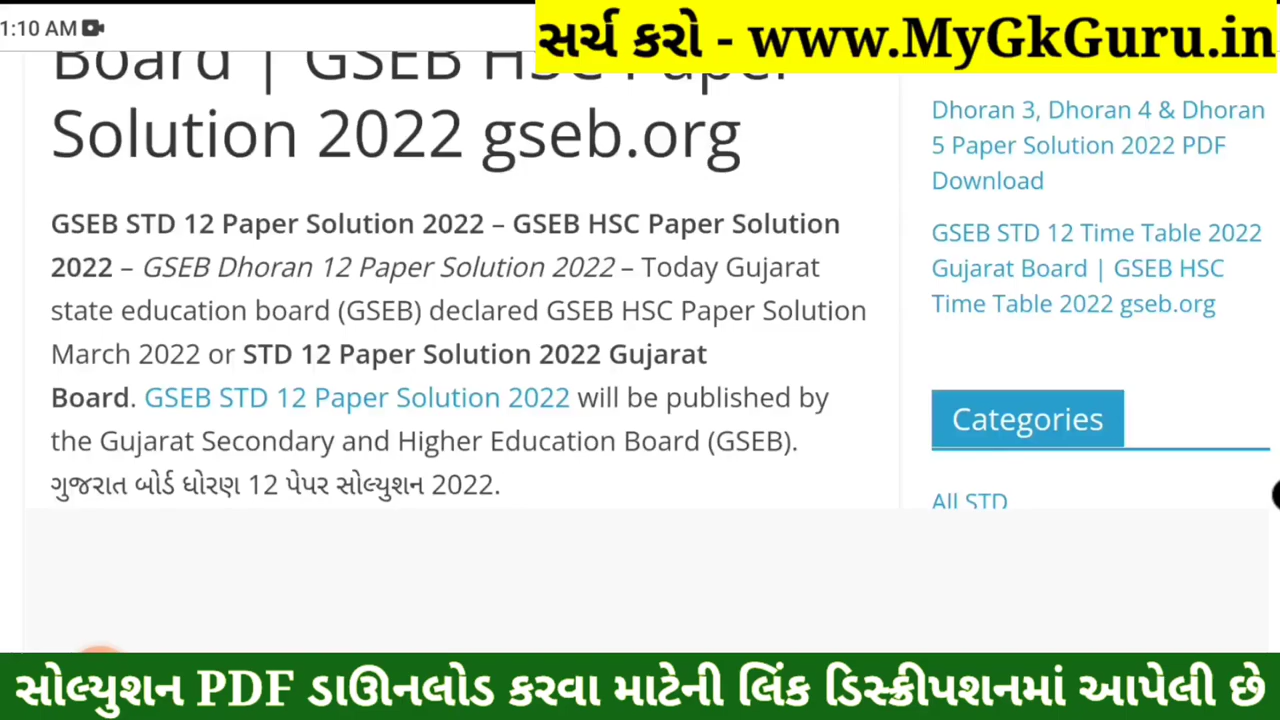 1:10 AM
સર્ચ કરો - www.MyGkGuru.in
Board | GSEB HSC Paper
Solution 2022 gseb.org
GSEB STD 12 Paper Solution 2022 – GSEB HSC Paper Solution
2022 – GSEB Dhoran 12 Paper Solution 2022 – Today Gujarat
state education board (GSEB) declared GSEB HSC Paper Solution
March 2022 or STD 12 Paper Solution 2022 Gujarat
Board. GSEB STD 12 Paper Solution 2022 will be published by
the Gujarat Secondary and Higher Education Board (GSEB).
ગુજરાત બોર્ડ ધોરણ 12 પેપર સોલ્યુશન 2022.
Dhoran 3, Dhoran 4 & Dhoran
5 Paper Solution 2022 PDF
Download
GSEB STD 12 Time Table 2022
Gujarat Board | GSEB HSC
Time Table 2022 gseb.org
Categories
All STD
સોલ્યુશન PDF ડાઊનલોડ કરવા માટેની લિંક ડિસ્ક્રીપશનમાં આપેલી છે